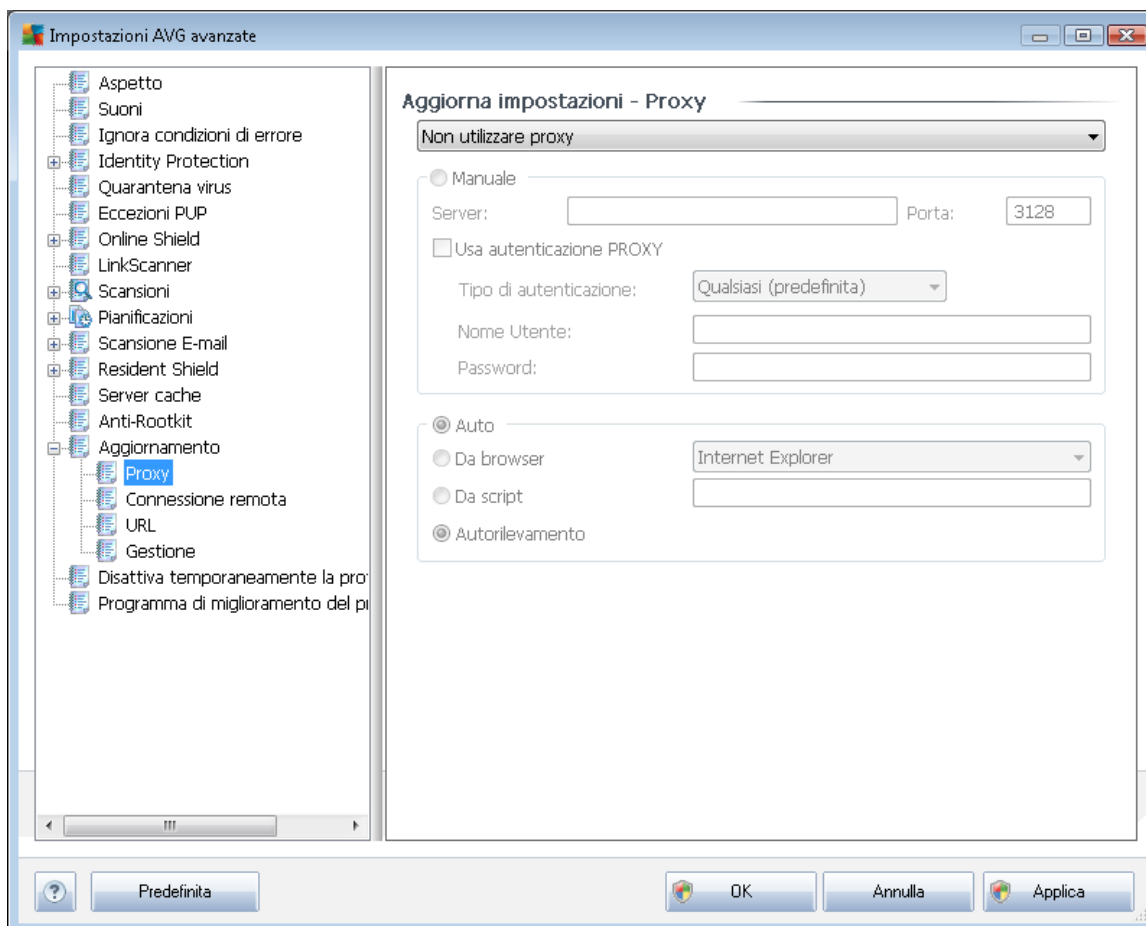 Impostazioni AVG avanzate
Aspetto
Suoni
Ignora condizioni di errore
Identity Protection
Quarantena virus
Eccezioni PUP
Online Shield
LinkScanner
Scansioni
Pianificazioni
Scansione E-mail
Resident Shield
Server cache
Anti-Rootkit
Aggiornamento
Proxy
Connessione remota
URL
Gestione
Disattiva temporaneamente la pro
Programma di miglioramento del p
Aggiorna impostazioni - Proxy
Non utilizzare proxy
Manuale
Server: Porta: 3128
Usa autenticazione PROXY
Tipo di autenticazione: Qualsiasi (predefinita)
Nome Utente:
Password:
Auto
Da browser Internet Explorer
Da script
Autorilevamento
? Predefinita OK Annulla Applica